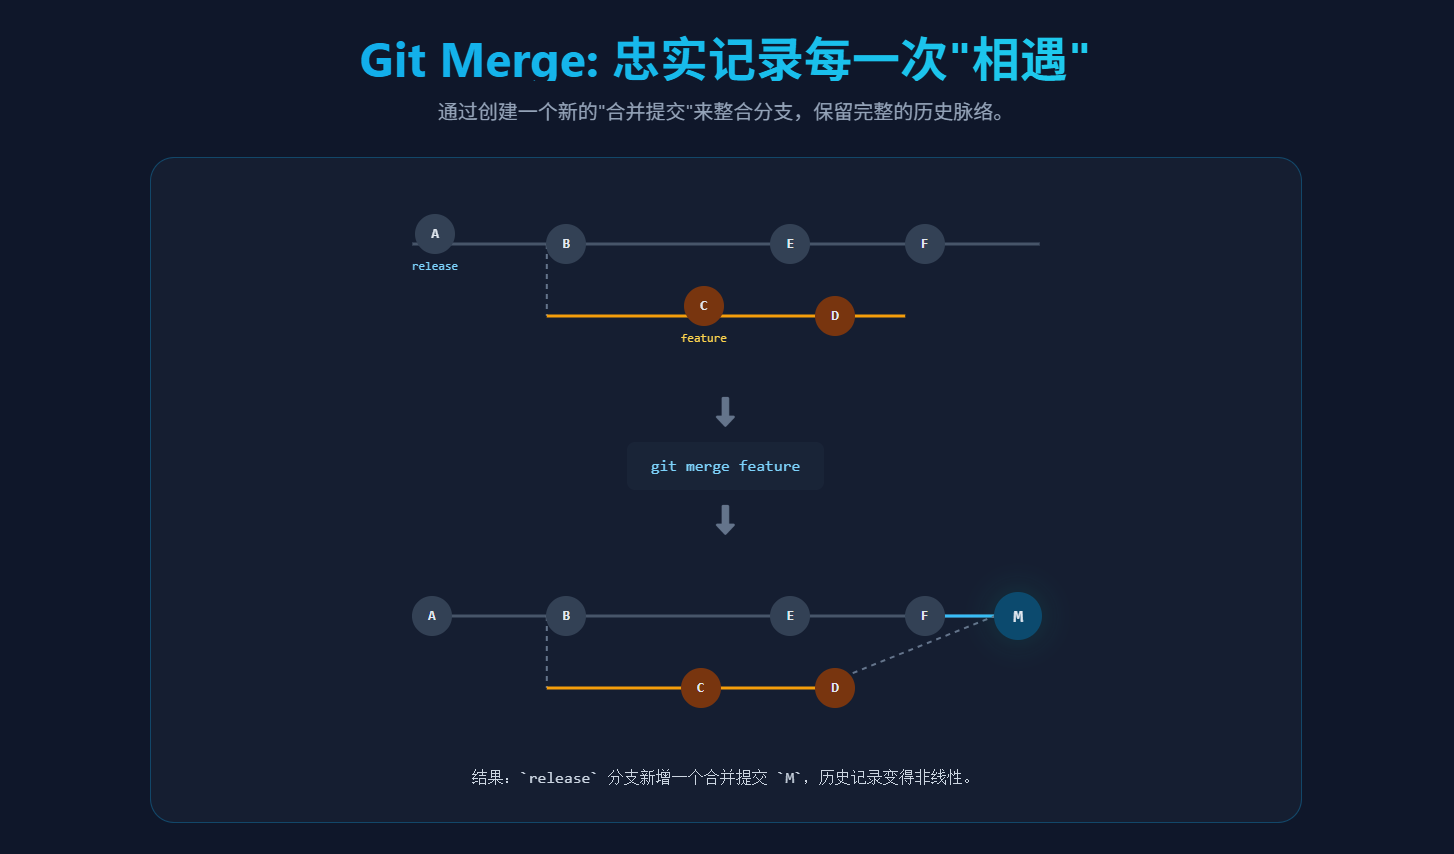 Git Merge: 忠实记录每一次"相遇"
通过创建一个新的"合并提交"来整合分支，保留完整的历史脉络。
A B E F
release
C D
feature
git merge feature
A B E F M
C D
结果：`release` 分支新增一个合并提交 `M`，历史记录变得非线性。